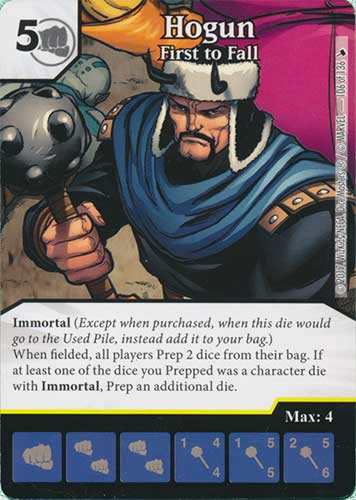 5
Hogun
First to Fall
106 of 136
Immortal (Except when purchased, when this die would
go to the Used Pile, instead add it to your bag.)
When fielded, all players Prep 2 dice from their bag. If
at least one of the dice you Prepped was a character die
with Immortal, Prep an additional die.
Max: 4
1 4
4
1 5
5
2 5
6